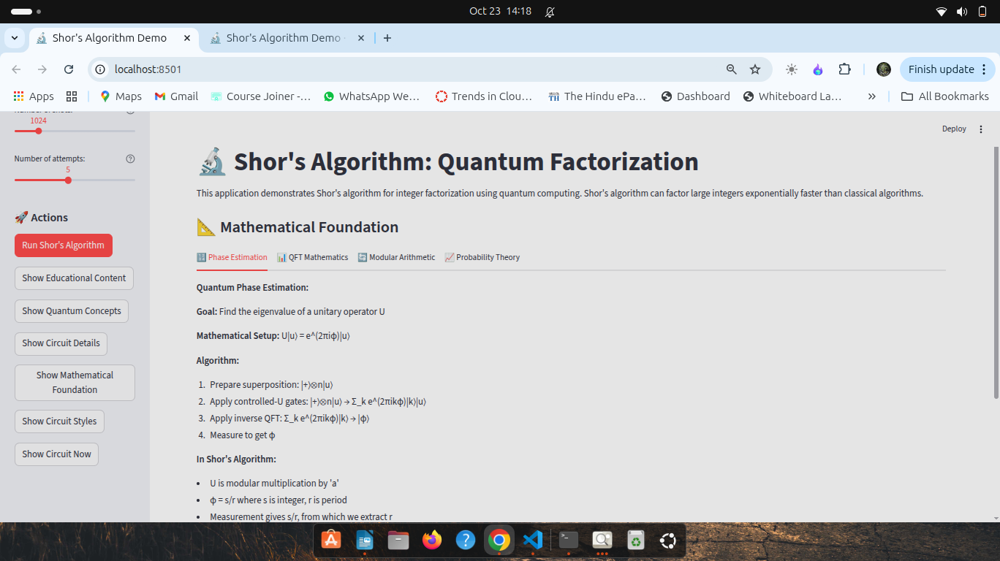 Oct 23 14:18
Shor's Algorithm Demo
Shor's Algorithm Demo
localhost:8501
Finish update
Apps
Maps
Gmail
Course Joiner -...
WhatsApp We...
Trends in Clou...
The Hindu ePa...
Dashboard
Whiteboard La...
All Bookmarks
1024
Number of attempts:
5
🚀 Actions
Run Shor's Algorithm
Show Educational Content
Show Quantum Concepts
Show Circuit Details
Show Mathematical
Foundation
Show Circuit Styles
Show Circuit Now
Deploy
🔬 Shor's Algorithm: Quantum Factorization
This application demonstrates Shor's algorithm for integer factorization using quantum computing. Shor's algorithm can factor large integers exponentially faster than classical algorithms.
📐 Mathematical Foundation
🔢 Phase Estimation 📊 QFT Mathematics 🔄 Modular Arithmetic 📈 Probability Theory
Quantum Phase Estimation:
Goal: Find the eigenvalue of a unitary operator U
Mathematical Setup: U|u⟩ = e^(2πiφ)|u⟩
Algorithm:
1. Prepare superposition: |+⟩⊗n|u⟩
2. Apply controlled-U gates: |+⟩⊗n|u⟩ → Σ_k e^(2πikφ)|k⟩|u⟩
3. Apply inverse QFT: Σ_k e^(2πikφ)|k⟩ → |φ⟩
4. Measure to get φ
In Shor's Algorithm:
• U is modular multiplication by 'a'
• φ = s/r where s is integer, r is period
• Measurement gives s/r, from which we extract r